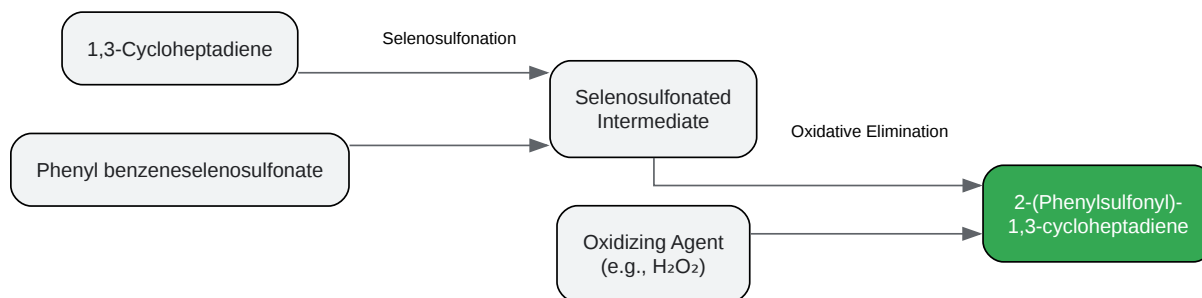 1,3-Cycloheptadiene
Selenosulfonation
Phenyl benzeneselenosulfonate
Selenosulfonated
Intermediate
Oxidative Elimination
Oxidizing Agent
(e.g., H₂O₂)
2-(Phenylsulfonyl)-
1,3-cycloheptadiene